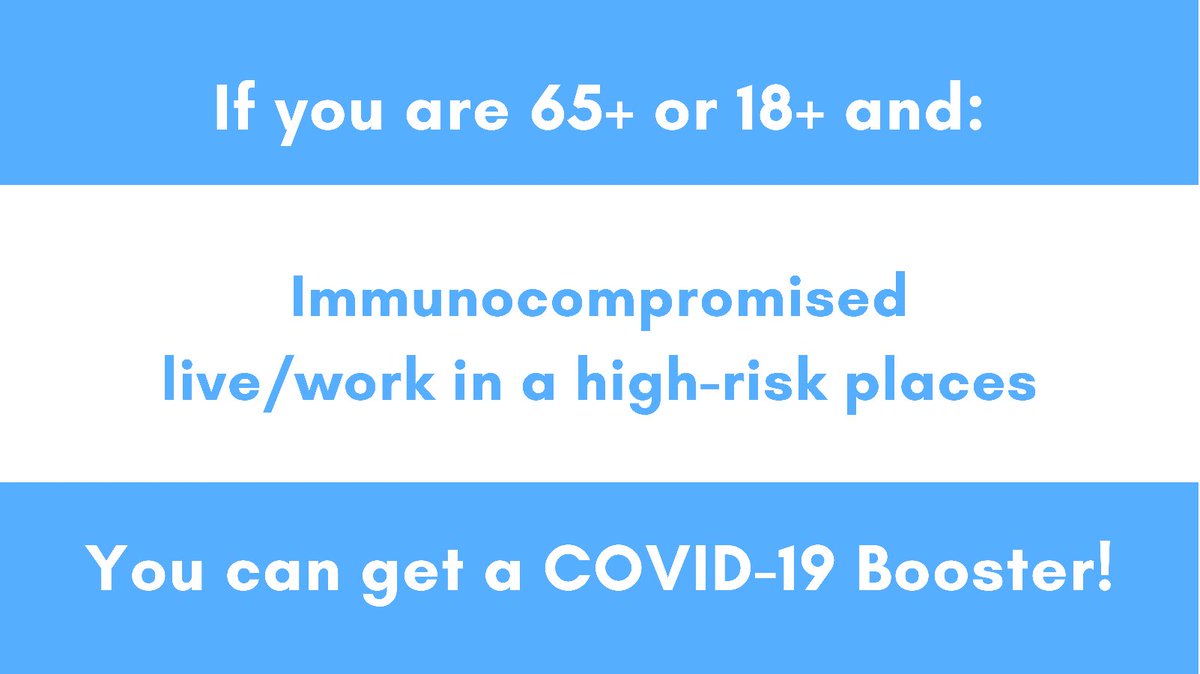 If you are 65+ or 18+ and:
Immunocompromised
live/work in a high-risk places
You can get a COVID-19 Booster!